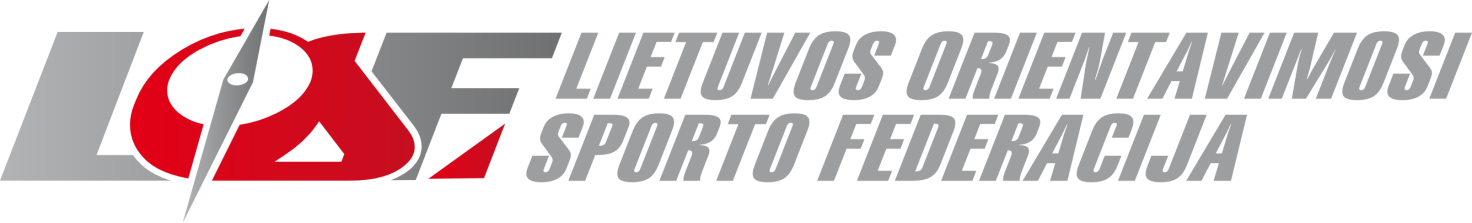 LOSF
LIETUVOS ORIENTAVIMOSI
SPORTO FEDERACIJA